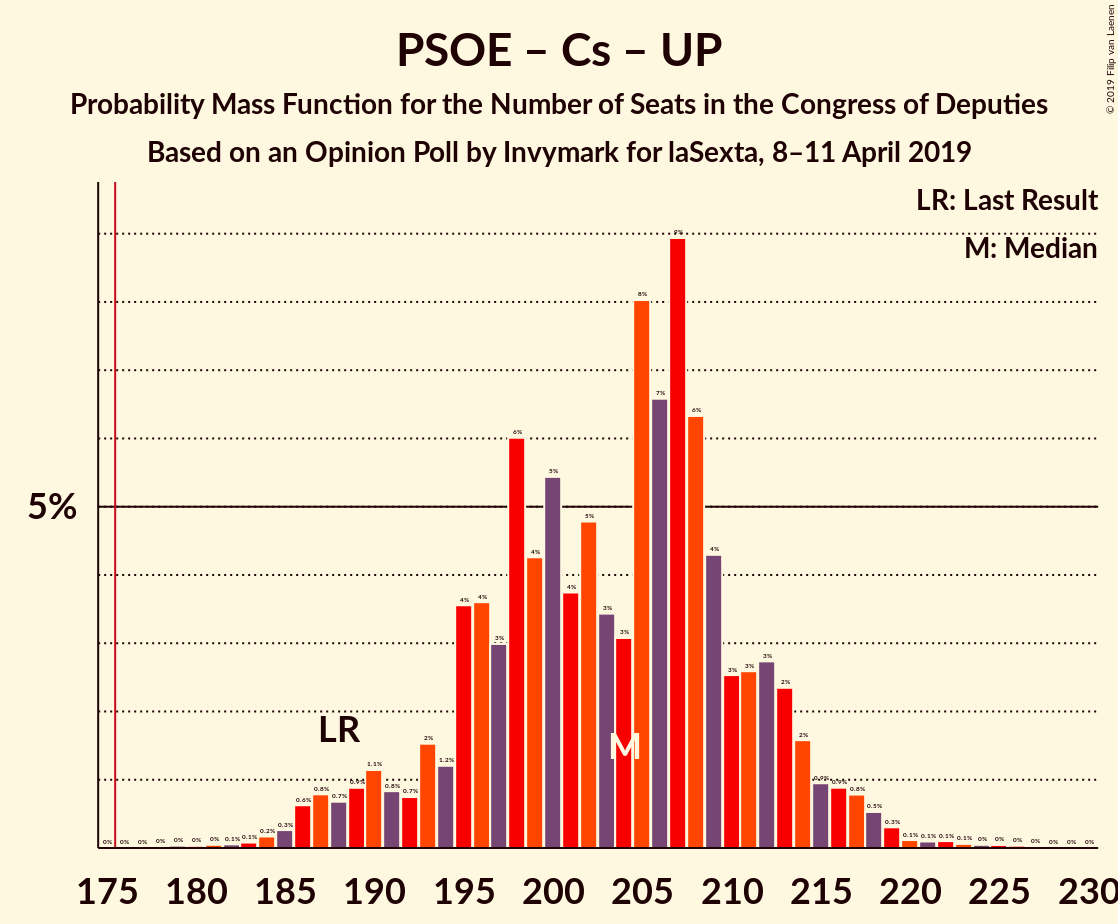 PSOE – Cs – UP
Probability Mass Function for the Number of Seats in the Congress of Deputies
Based on an Opinion Poll by Invymark for laSexta, 8–11 April 2019
© 2019 Filip van Laenen
LR: Last Result
M: Median
5%
LR
M
0% 0% 0% 0% 0% 0% 0% 0.1% 0.1% 0.2% 0.3% 0.6% 0.8% 0.7% 0.9% 1.1% 0.8% 0.7% 2% 1.2% 4% 4% 3% 6% 4% 5% 4% 5% 3% 3% 8% 7% 9% 6% 4% 3% 3% 3% 2% 2% 0.9% 0.9% 0.8% 0.5% 0.3% 0.1% 0.1% 0.1% 0.1% 0% 0% 0% 0% 0% 0% 0%
175 180 185 190 195 200 205 210 215 220 225 230